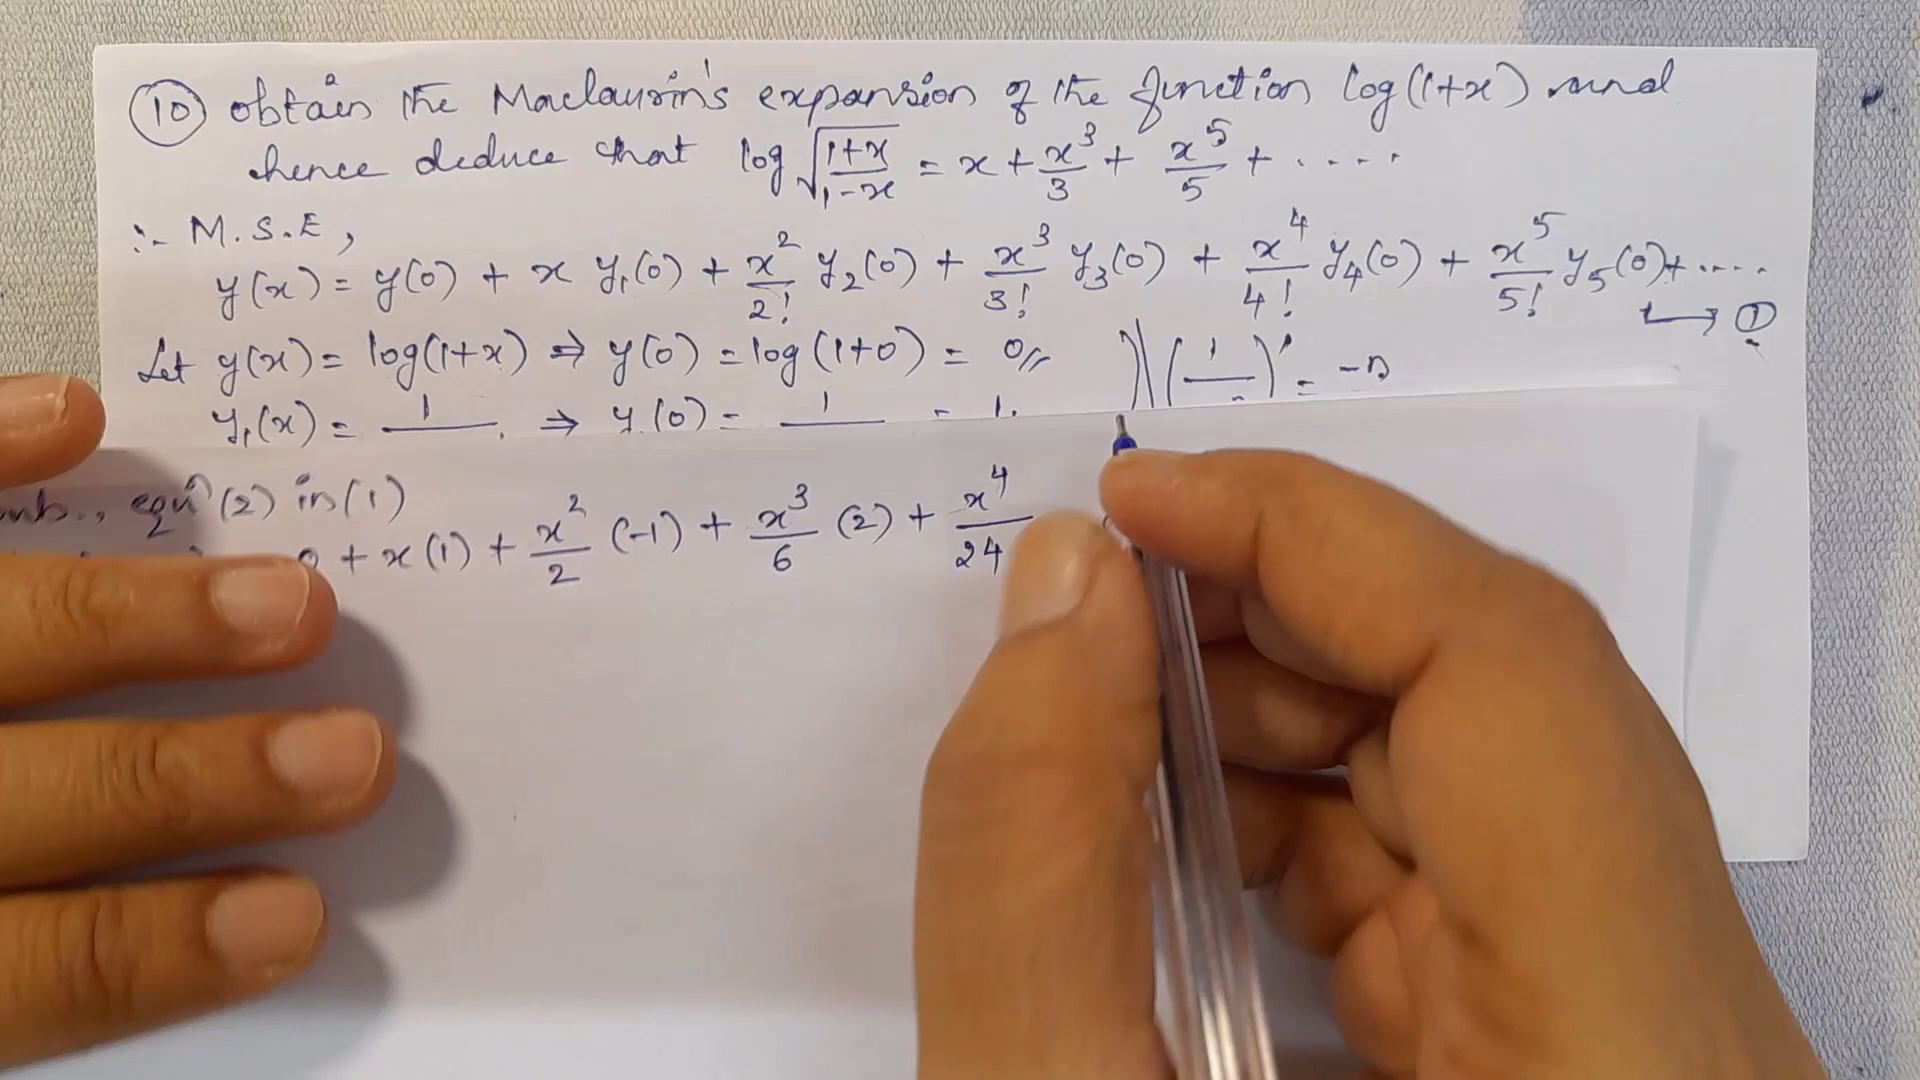 (10) obtain the Maclaurin's expansion of the function log(1+x) and
hence deduce that log √((1+x)/(1-x)) = x + x³/3 + x⁵/5 + .....
:- M.S.E,
y(x) = y(0) + x y₁(0) + x²/2! y₂(0) + x³/3! y₃(0) + x⁴/4! y₄(0) + x⁵/5! y₅(0) + ..... → ①
Let y(x) = log(1+x) ⇒ y(0) = log(1+0) = 0 (1/ )' = -n
y₁(x) = 1/ ⇒ y₁(0) = 1/ = 1.
equⁿ (2) in (1)
0 + x(1) + x²/2 (-1) + x³/6 (2) + x⁴/24